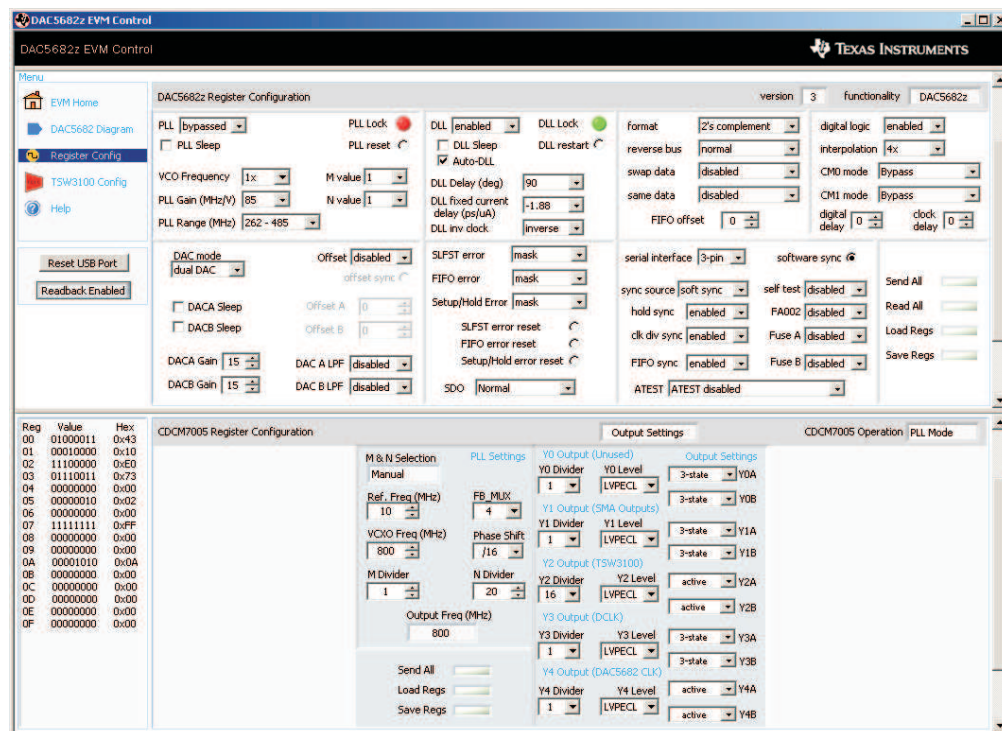 DAC5682z EVM Control
DAC5682z EVM Control
TEXAS INSTRUMENTS
Menu
EVM Home
DAC5682 Diagram
Register Config
TSW3100 Config
Help
Reset USB Port
Readback Enabled
DAC5682z Register Configuration
version 3 functionality DAC5682z
PLL bypassed PLL Lock
PLL Sleep PLL reset
VCO Frequency 1x M value 1
PLL Gain (MHz/V) 85 N value 1
PLL Range (MHz) 262 - 485
DLL enabled DLL Lock
DLL Sleep DLL restart
Auto-DLL
DLL Delay (deg) 90
DLL fixed current delay (ps/uA) -1.88
DLL inv clock inverse
format 2's complement
reverse bus normal
swap data disabled
same data disabled
FIFO offset 0
digital logic enabled
interpolation 4x
CM0 mode Bypass
CM1 mode Bypass
digital delay 0 clock delay 0
DAC mode
dual DAC
Offset disabled
offset sync
DACA Sleep Offset A 0
DACB Sleep Offset B 0
DACA Gain 15 DAC A LPF disabled
DACB Gain 15 DAC B LPF disabled
SLFST error mask
FIFO error mask
Setup/Hold Error mask
SLFST error reset
FIFO error reset
Setup/Hold error reset
SDO Normal
serial interface 3-pin software sync
sync source soft sync self test disabled
hold sync enabled FA002 disabled
clk div sync enabled Fuse A disabled
FIFO sync enabled Fuse B disabled
ATEST ATEST disabled
Send All
Read All
Load Regs
Save Regs
Reg Value Hex
00 01000011 0x43
01 00010000 0x10
02 11100000 0xE0
03 01110011 0x73
04 00000000 0x00
05 00000010 0x02
06 00000000 0x00
07 11111111 0xFF
08 00000000 0x00
09 00000000 0x00
0A 00001010 0x0A
0B 00000000 0x00
0C 00000000 0x00
0D 00000000 0x00
0E 00000000 0x00
0F 00000000 0x00
CDCM7005 Register Configuration
Output Settings
CDCM7005 Operation PLL Mode
M & N Selection PLL Settings
Manual
Ref. Freq (MHz) FB_MUX
10 4
VCXO Freq (MHz) Phase Shift
800 /16
M Divider N Divider
1 20
Output Freq (MHz)
800
Send All
Load Regs
Save Regs
Y0 Output (Unused) Output Settings
Y0 Divider Y0 Level
1 LVPECL
3-state Y0A
3-state Y0B
Y1 Output (SMA Outputs)
Y1 Divider Y1 Level
1 LVPECL
3-state Y1A
3-state Y1B
Y2 Output (TSW3100)
Y2 Divider Y2 Level
16 LVPECL
active Y2A
active Y2B
Y3 Output (DCLK)
Y3 Divider Y3 Level
1 LVPECL
3-state Y3A
3-state Y3B
Y4 Output (DAC5682 CLK)
Y4 Divider Y4 Level
1 LVPECL
active Y4A
active Y4B